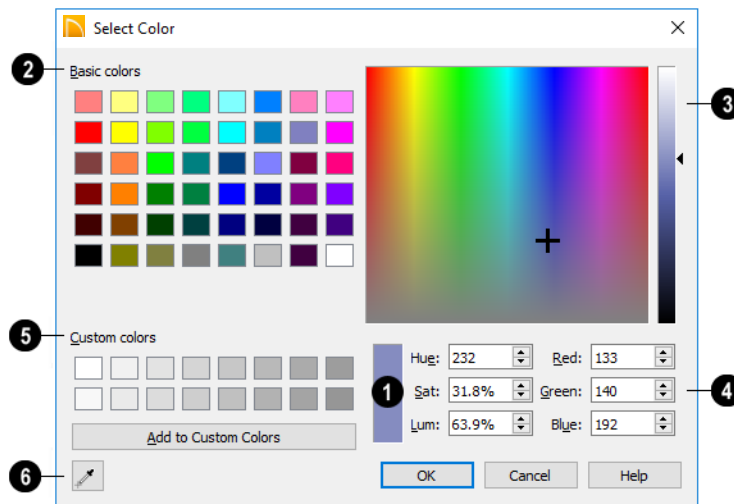 Select Color
2
Basic colors
3
5
Custom colors
1
Hue: 232 Red: 133
Sat: 31.8% Green: 140
4
Lum: 63.9% Blue: 192
Add to Custom Colors
6
OK Cancel Help